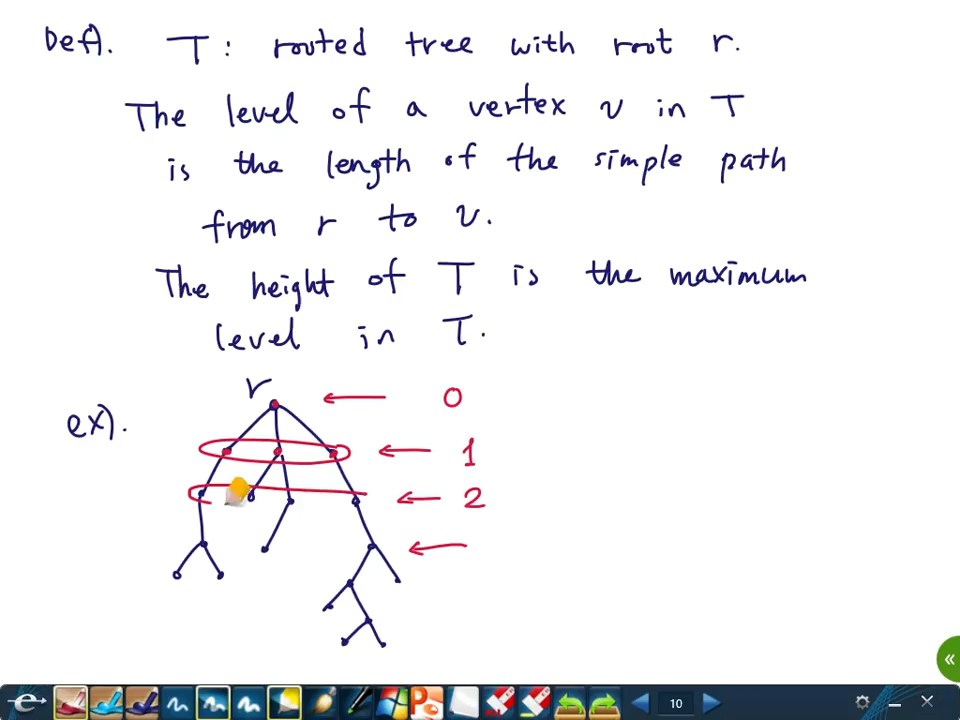 Def). T: routed tree with root r.
The level of a vertex v in T
is the length of the simple path
from r to v.
The height of T is the maximum
level in T.
r
0
ex).
1
2
10